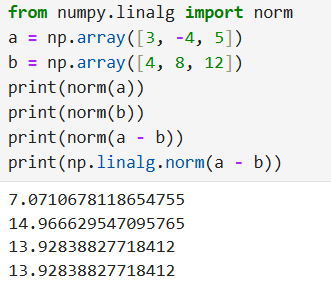 from numpy.linalg import norm
a = np.array([3, -4, 5])
b = np.array([4, 8, 12])
print(norm(a))
print(norm(b))
print(norm(a - b))
print(np.linalg.norm(a - b))
7.0710678118654755
14.966629547095765
13.92838827718412
13.92838827718412